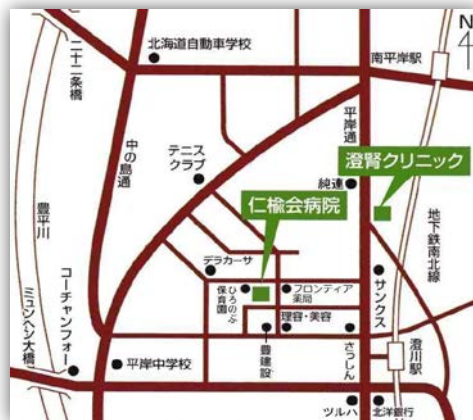 N
北海道自動車学校
南平岸駅
二十二条橋
中の島通
平岸通
テニス
クラブ
純連
澄腎クリニック
仁楡会病院
豊平川
地下鉄南北線
デラカーサ
ひろのぶ
保育園
フロンティア
薬局
サンクス
コーチャンフォー
ミュンヘン大橋
理容・美容
豊建設
さっしん
澄川駅
平岸中学校
ツルハ
北洋銀行